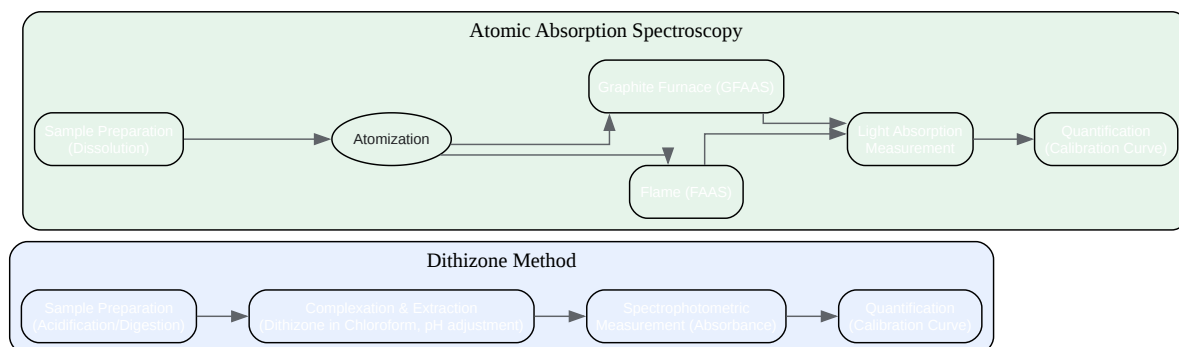 Atomic Absorption Spectroscopy
Graphite Furnace (GFAAS)
Sample Preparation
(Dissolution)
Atomization
Light Absorption
Measurement
Quantification
(Calibration Curve)
Flame (FAAS)
Dithizone Method
Sample Preparation
(Acidification/Digestion)
Complexation & Extraction
(Dithizone in Chloroform, pH adjustment)
Spectrophotometric
Measurement (Absorbance)
Quantification
(Calibration Curve)